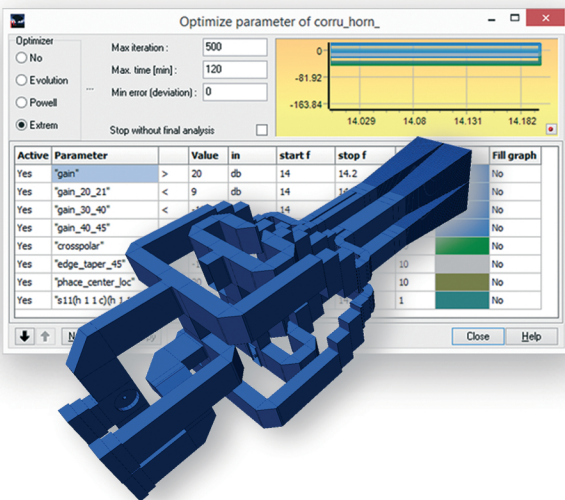 Optimize parameter of corru_horn_
Optimizer
No
Evolution
Powell
Extrem
...
Max iteration : 500
Max. time [min] : 120
Min error (deviation) : 0
Stop without final analysis
0
-81.92
-163.84
14.029 14.08 14.131 14.182
Active Parameter Value in start f stop f Fill graph
Yes "gain" > 20 db 14 14.2 No
Yes "gain_20_21" < 9 db 14 No
Yes "gain_30_40" < 14 No
Yes "gain_40_45" No
Yes "crosspolar" No
Yes "edge_taper_45" 10 No
Yes "phace_center_loc" 10 No
Yes "s11(h 1 1 c)(h 1 1 No
Close Help